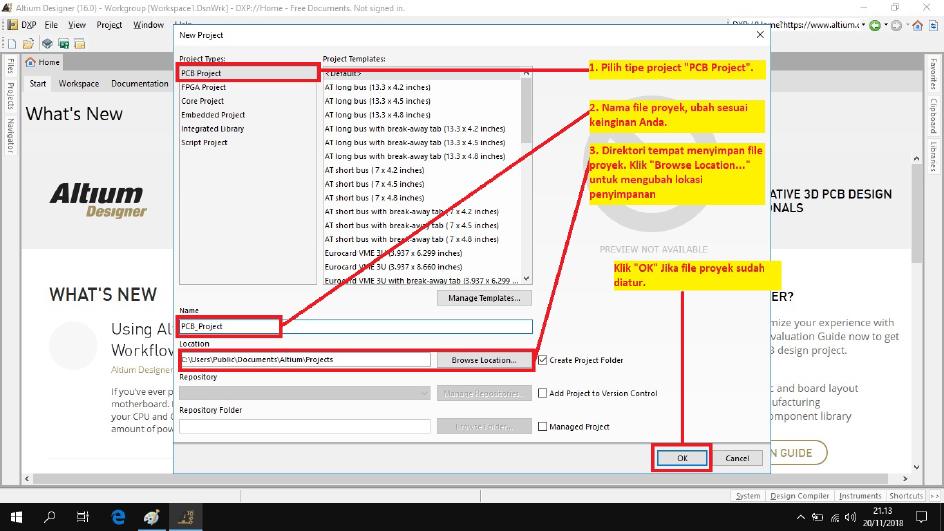 Altium Designer (16.0) - Workgroup [Workspace1.DsnWrk] - DXP://Home - Free Documents. Not signed in.
DXP File View Project Window
Home
Files
Projects
Navigator
Start Workspace Documentation
What's New
Altium
Designer
WHAT'S NEW
Workflow
Altium Designer
If you've ever p
your CPU and
amount of pow
New Project
Project Types:
PCB Project
FPGA Project
Core Project
Embedded Project
Integrated Library
Script Project
Project Templates:
<Default>
AT long bus (13.3 x 4.2 inches)
AT long bus (13.3 x 4.5 inches)
AT long bus (13.3 x 4.8 inches)
AT long bus with break-away tab (13.3 x 4.2 inches)
AT long bus with break-away tab (13.3 x 4.5 inches)
AT long bus with break-away tab (13.3 x 4.8 inches)
AT short bus ( 7 x 4.2 inches)
AT short bus ( 7 x 4.5 inches)
AT short bus ( 7 x 4.8 inches)
AT short bus with break-away tab ( 7 x 4.2 inches)
AT short bus with break-away tab ( 7 x 4.5 inches)
AT short bus with break-away tab ( 7 x 4.8 inches)
Eurocard VME 3U (3.937 x 6.299 inches)
Eurocard VME 3U (3.937 x 8.660 inches)
Eurocard VME 3U with break-away tab (3.937 x 6.299 ...
Manage Templates...
Name
PCB_Project
Location
C:\Users\Public\Documents\Altium\Projects
Browse Location...
Create Project Folder
Repository
Manage Repositories...
Add Project to Version Control
Repository Folder
Browse Folder...
Managed Project
OK
Cancel
PREVIEW NOT AVAILABLE
1. Pilih tipe project "PCB Project".
2. Nama file proyek, ubah sesuai
keinginan Anda.
3. Direktori tempat menyimpan file
proyek. Klik "Browse Location..."
untuk mengubah lokasi
penyimpanan
Klik "OK" Jika file proyek sudah
diatur.
ATIVE 3D PCB DESIGN
ONALS
ER?
mize your experience with
valuation Guide now to get
design project.
c and board layout
ufacturing
omponent library
N GUIDE
Favorites
Clipboard
Libraries
System Design Compiler Instruments Shortcuts >>
21.13
20/11/2018